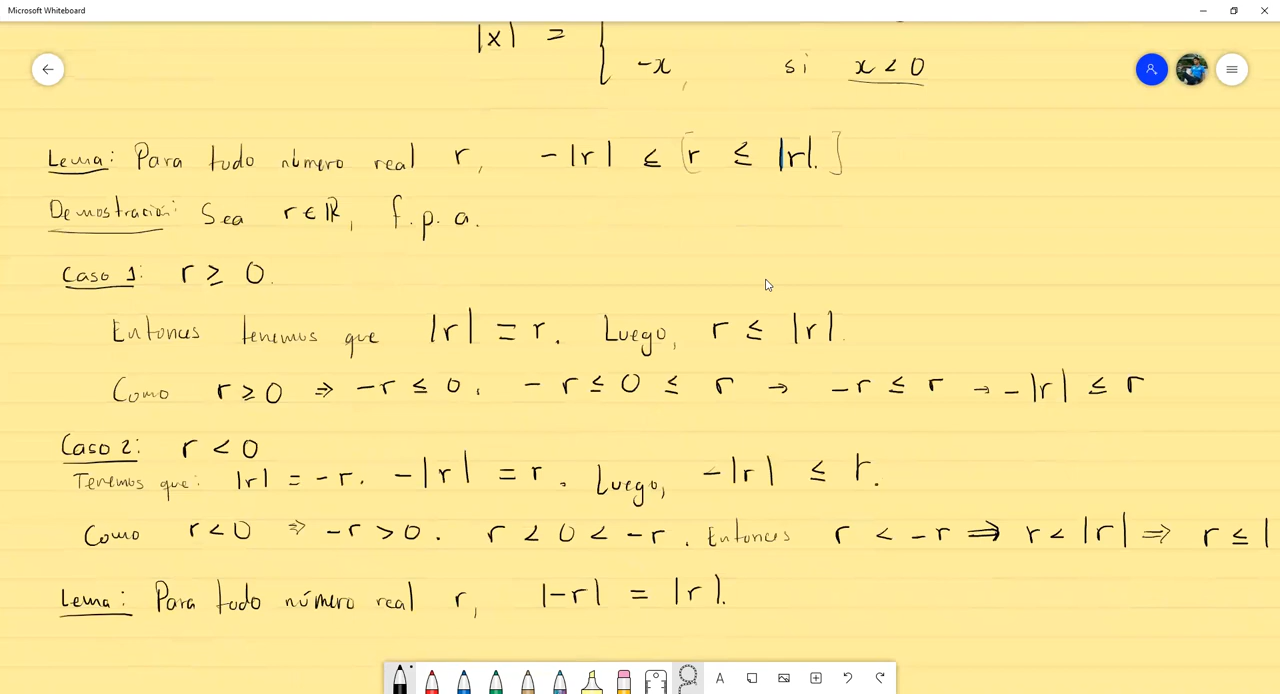 Microsoft Whiteboard
|x| = {
-x, si x < 0
Lema: Para todo número real r, -|r| ≤ [r ≤ |r|.]
Demostración: Sea r ∈ ℝ, f.p.a.
Caso 1: r ≥ 0.
Entonces tenemos que |r| = r. Luego, r ≤ |r|.
Como r ≥ 0 ⇒ -r ≤ 0. -r ≤ 0 ≤ r → -r ≤ r → -|r| ≤ r
Caso 2: r < 0
Tenemos que: |r| = -r. -|r| = r. Luego, -|r| ≤ r.
Como r < 0 ⇒ -r > 0. r < 0 < -r. Entonces r < -r ⇒ r < |r| ⇒ r ≤ |
Lema: Para todo número real r, |-r| = |r|.
A